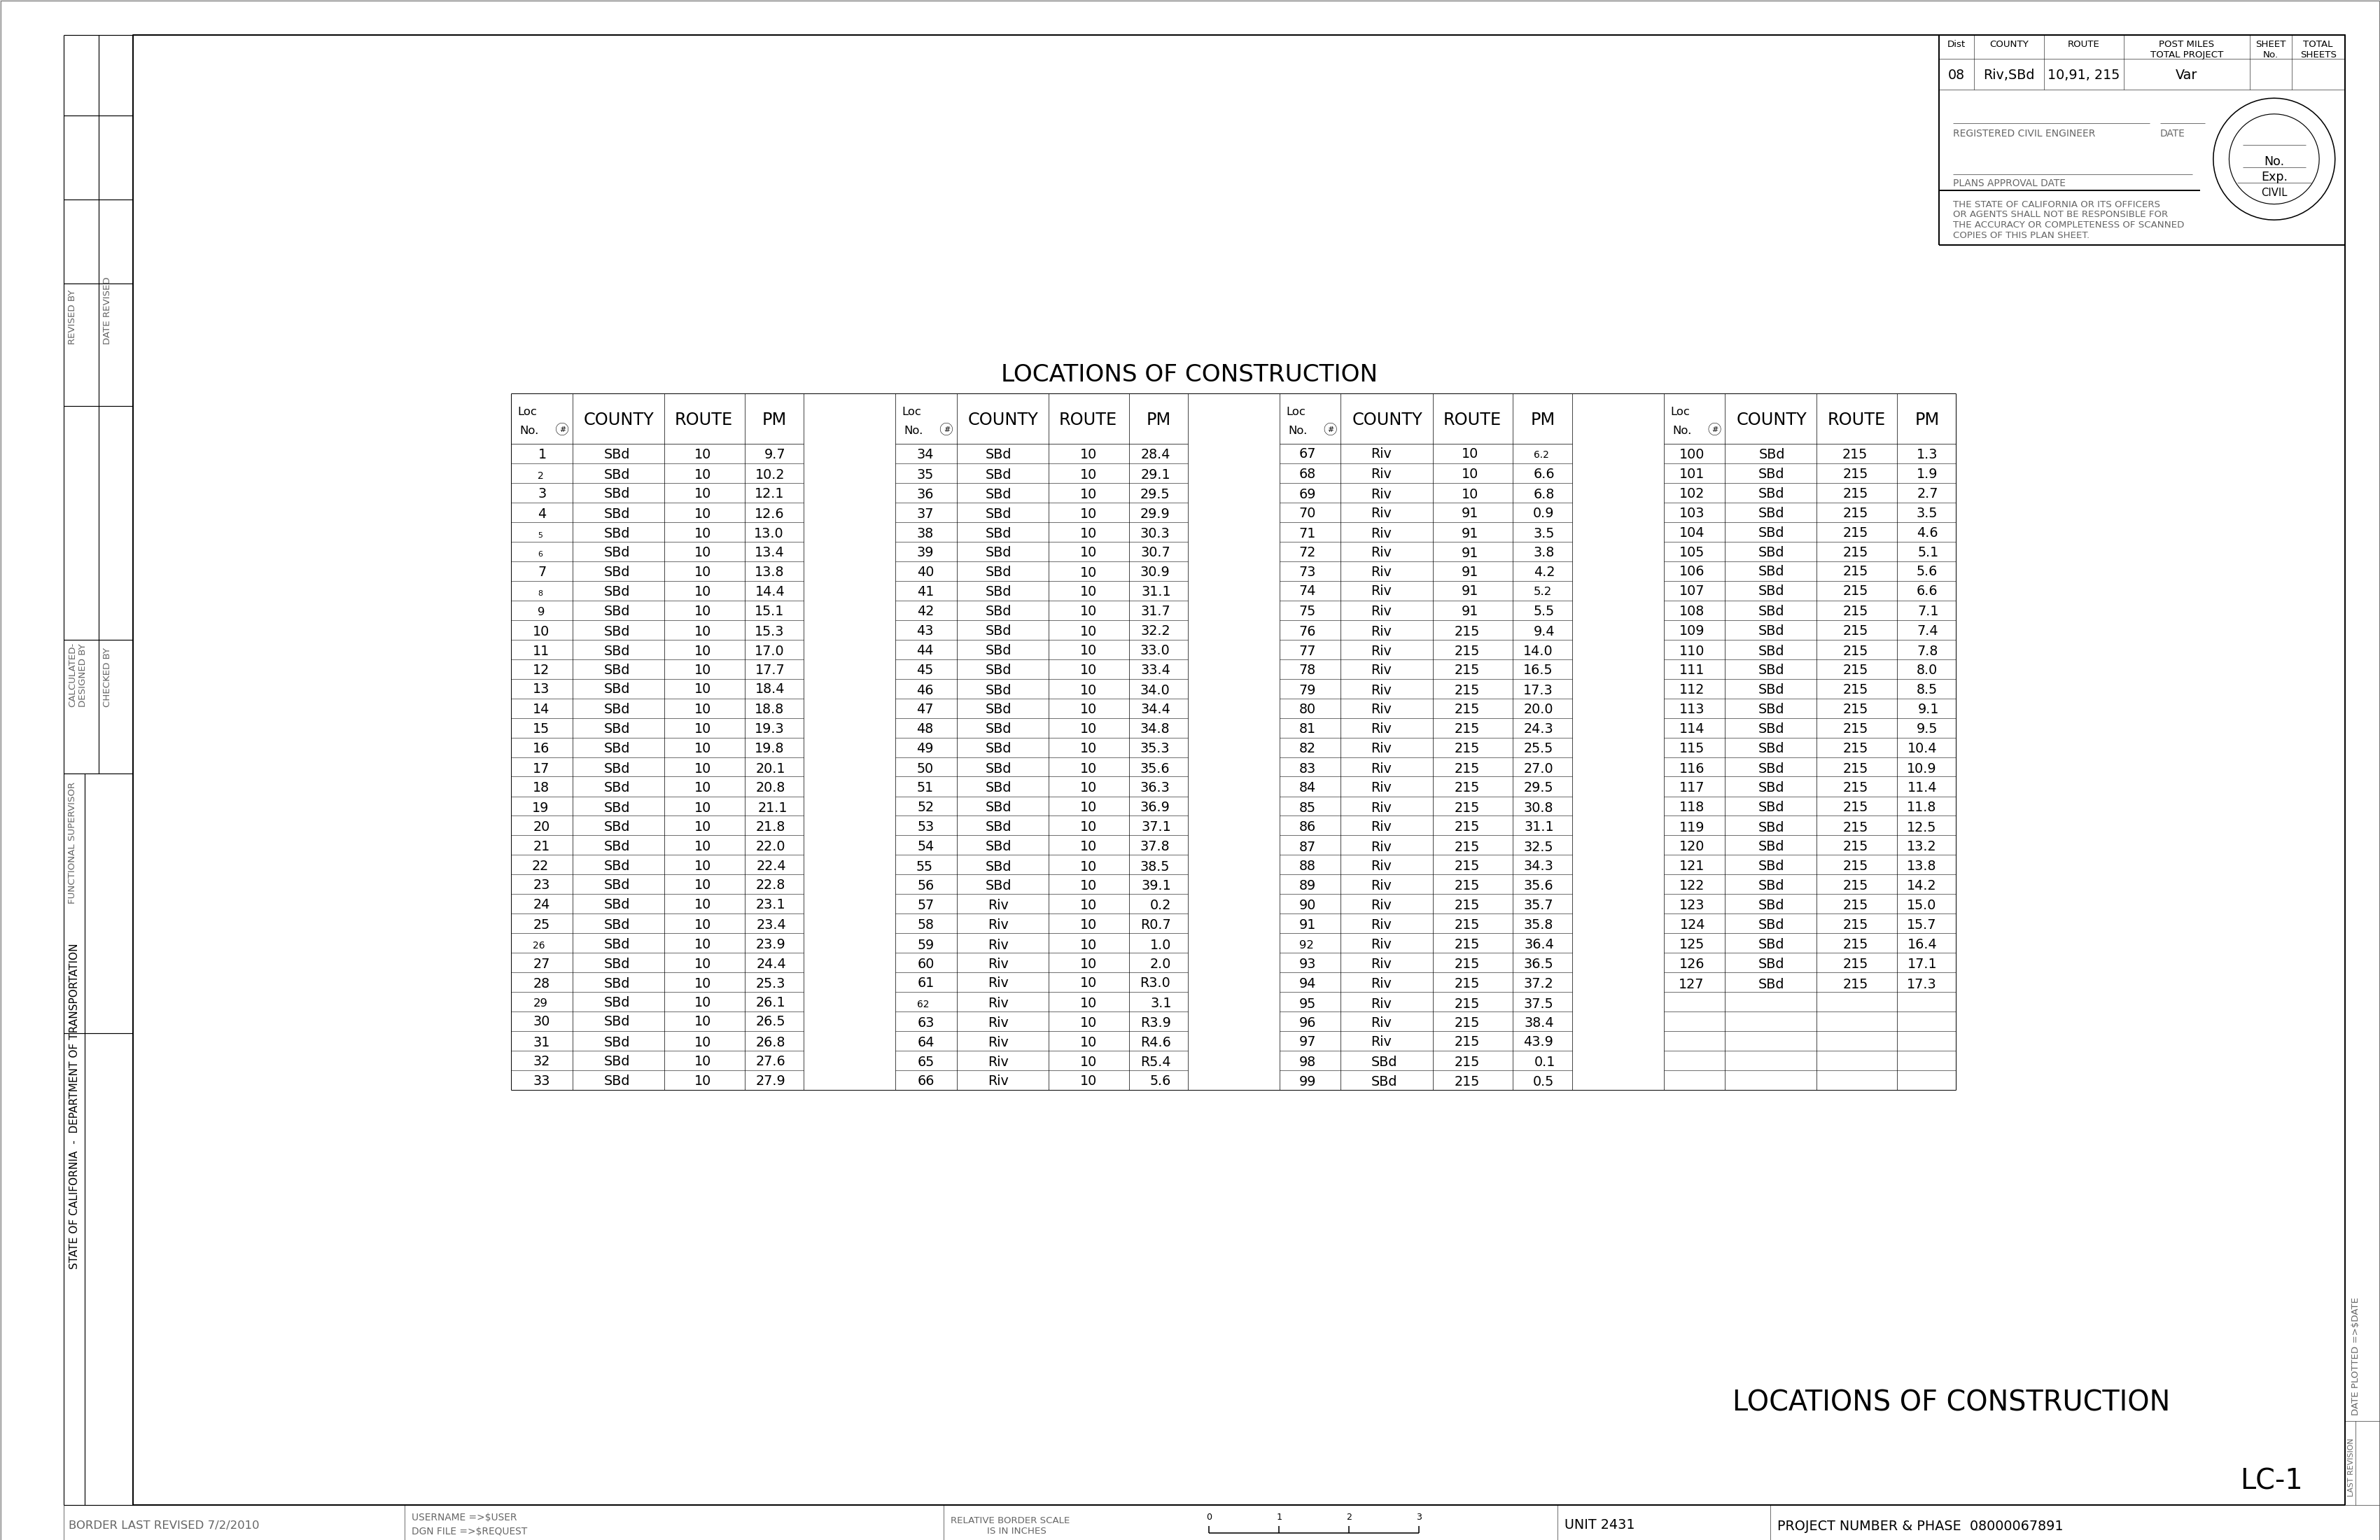 Dist COUNTY ROUTE POST MILES TOTAL PROJECT SHEET No. TOTAL SHEETS
08 Riv,SBd 10,91, 215 Var
REGISTERED CIVIL ENGINEER DATE
PLANS APPROVAL DATE
THE STATE OF CALIFORNIA OR ITS OFFICERS
OR AGENTS SHALL NOT BE RESPONSIBLE FOR
THE ACCURACY OR COMPLETENESS OF SCANNED
COPIES OF THIS PLAN SHEET.
No.
Exp.
CIVIL
REVISED BY
DATE REVISED
CALCULATED-
DESIGNED BY
CHECKED BY
FUNCTIONAL SUPERVISOR
STATE OF CALIFORNIA - DEPARTMENT OF TRANSPORTATION
LOCATIONS OF CONSTRUCTION
Loc No. # COUNTY ROUTE PM Loc No. # COUNTY ROUTE PM Loc No. # COUNTY ROUTE PM Loc No. # COUNTY ROUTE PM
1 SBd 10 9.7 34 SBd 10 28.4 67 Riv 10 6.2 100 SBd 215 1.3
2 SBd 10 10.2 35 SBd 10 29.1 68 Riv 10 6.6 101 SBd 215 1.9
3 SBd 10 12.1 36 SBd 10 29.5 69 Riv 10 6.8 102 SBd 215 2.7
4 SBd 10 12.6 37 SBd 10 29.9 70 Riv 91 0.9 103 SBd 215 3.5
5 SBd 10 13.0 38 SBd 10 30.3 71 Riv 91 3.5 104 SBd 215 4.6
6 SBd 10 13.4 39 SBd 10 30.7 72 Riv 91 3.8 105 SBd 215 5.1
7 SBd 10 13.8 40 SBd 10 30.9 73 Riv 91 4.2 106 SBd 215 5.6
8 SBd 10 14.4 41 SBd 10 31.1 74 Riv 91 5.2 107 SBd 215 6.6
9 SBd 10 15.1 42 SBd 10 31.7 75 Riv 91 5.5 108 SBd 215 7.1
10 SBd 10 15.3 43 SBd 10 32.2 76 Riv 215 9.4 109 SBd 215 7.4
11 SBd 10 17.0 44 SBd 10 33.0 77 Riv 215 14.0 110 SBd 215 7.8
12 SBd 10 17.7 45 SBd 10 33.4 78 Riv 215 16.5 111 SBd 215 8.0
13 SBd 10 18.4 46 SBd 10 34.0 79 Riv 215 17.3 112 SBd 215 8.5
14 SBd 10 18.8 47 SBd 10 34.4 80 Riv 215 20.0 113 SBd 215 9.1
15 SBd 10 19.3 48 SBd 10 34.8 81 Riv 215 24.3 114 SBd 215 9.5
16 SBd 10 19.8 49 SBd 10 35.3 82 Riv 215 25.5 115 SBd 215 10.4
17 SBd 10 20.1 50 SBd 10 35.6 83 Riv 215 27.0 116 SBd 215 10.9
18 SBd 10 20.8 51 SBd 10 36.3 84 Riv 215 29.5 117 SBd 215 11.4
19 SBd 10 21.1 52 SBd 10 36.9 85 Riv 215 30.8 118 SBd 215 11.8
20 SBd 10 21.8 53 SBd 10 37.1 86 Riv 215 31.1 119 SBd 215 12.5
21 SBd 10 22.0 54 SBd 10 37.8 87 Riv 215 32.5 120 SBd 215 13.2
22 SBd 10 22.4 55 SBd 10 38.5 88 Riv 215 34.3 121 SBd 215 13.8
23 SBd 10 22.8 56 SBd 10 39.1 89 Riv 215 35.6 122 SBd 215 14.2
24 SBd 10 23.1 57 Riv 10 0.2 90 Riv 215 35.7 123 SBd 215 15.0
25 SBd 10 23.4 58 Riv 10 R0.7 91 Riv 215 35.8 124 SBd 215 15.7
26 SBd 10 23.9 59 Riv 10 1.0 92 Riv 215 36.4 125 SBd 215 16.4
27 SBd 10 24.4 60 Riv 10 2.0 93 Riv 215 36.5 126 SBd 215 17.1
28 SBd 10 25.3 61 Riv 10 R3.0 94 Riv 215 37.2 127 SBd 215 17.3
29 SBd 10 26.1 62 Riv 10 3.1 95 Riv 215 37.5
30 SBd 10 26.5 63 Riv 10 R3.9 96 Riv 215 38.4
31 SBd 10 26.8 64 Riv 10 R4.6 97 Riv 215 43.9
32 SBd 10 27.6 65 Riv 10 R5.4 98 SBd 215 0.1
33 SBd 10 27.9 66 Riv 10 5.6 99 SBd 215 0.5
LOCATIONS OF CONSTRUCTION
LC-1
DATE PLOTTED =>$DATE
LAST REVISION
BORDER LAST REVISED 7/2/2010
USERNAME =>$USER
DGN FILE =>$REQUEST
RELATIVE BORDER SCALE
IS IN INCHES
0 1 2 3
UNIT 2431
PROJECT NUMBER & PHASE 08000067891